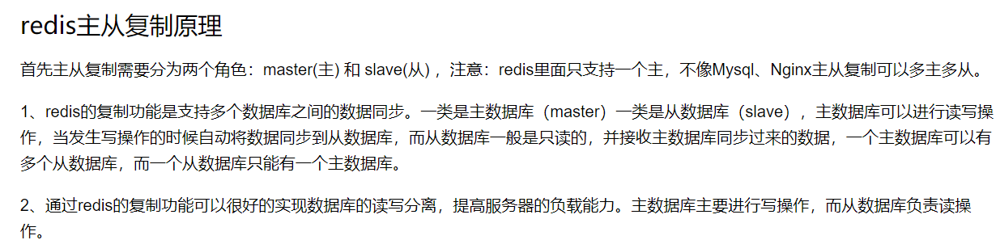 redis主从复制原理
首先主从复制需要分为两个角色：master(主) 和 slave(从) ，注意：redis里面只支持一个主，不像Mysql、Nginx主从复制可以多主多从。
1、redis的复制功能是支持多个数据库之间的数据同步。一类是主数据库（master）一类是从数据库（slave），主数据库可以进行读写操
作，当发生写操作的时候自动将数据同步到从数据库，而从数据库一般是只读的，并接收主数据库同步过来的数据，一个主数据库可以有
多个从数据库，而一个从数据库只能有一个主数据库。
2、通过redis的复制功能可以很好的实现数据库的读写分离，提高服务器的负载能力。主数据库主要进行写操作，而从数据库负责读操
作。